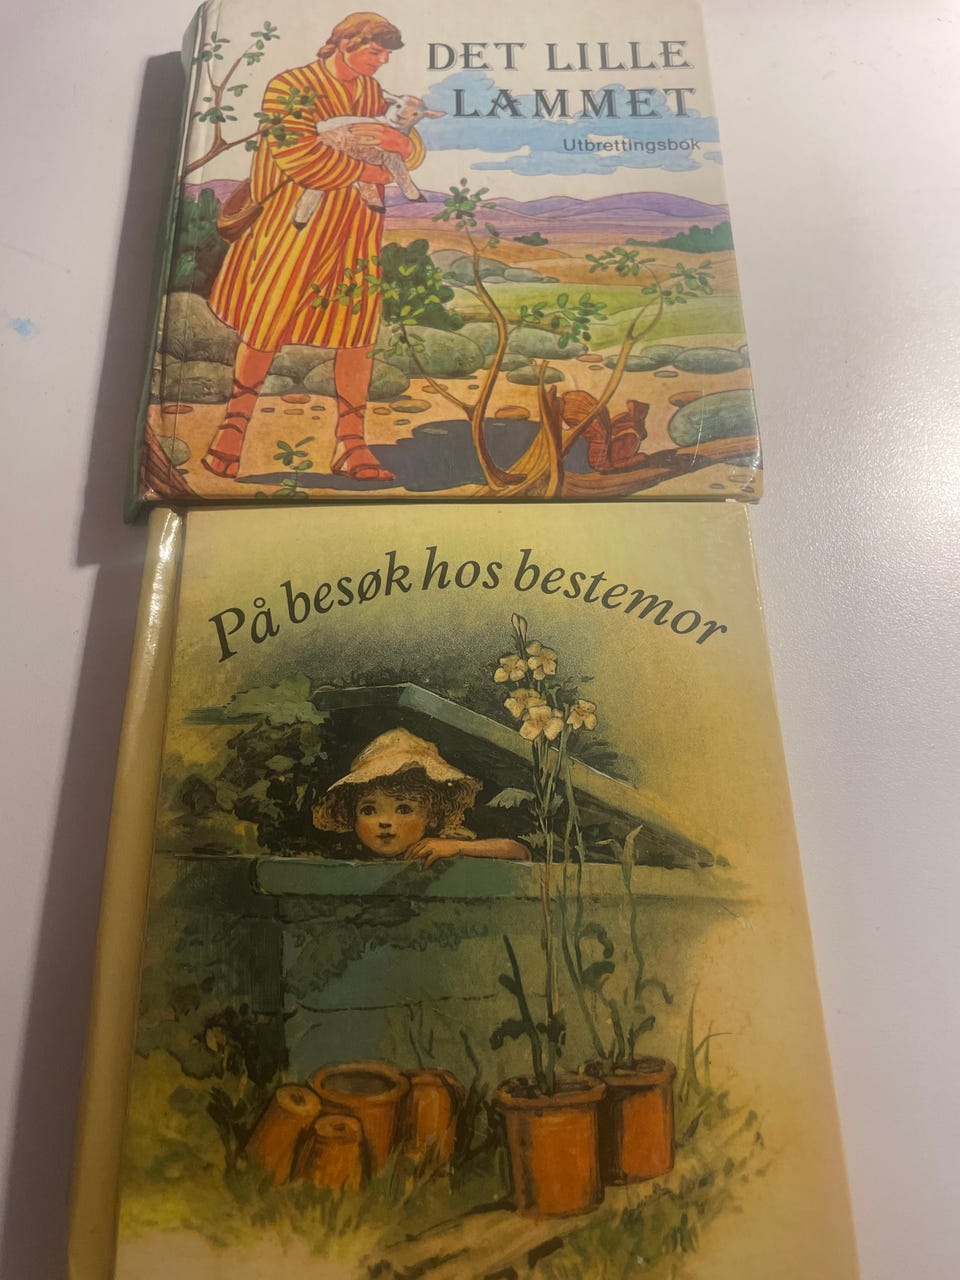 DET LILLE
LAMMET
Utbrettingsbok
På besøk hos bestemor